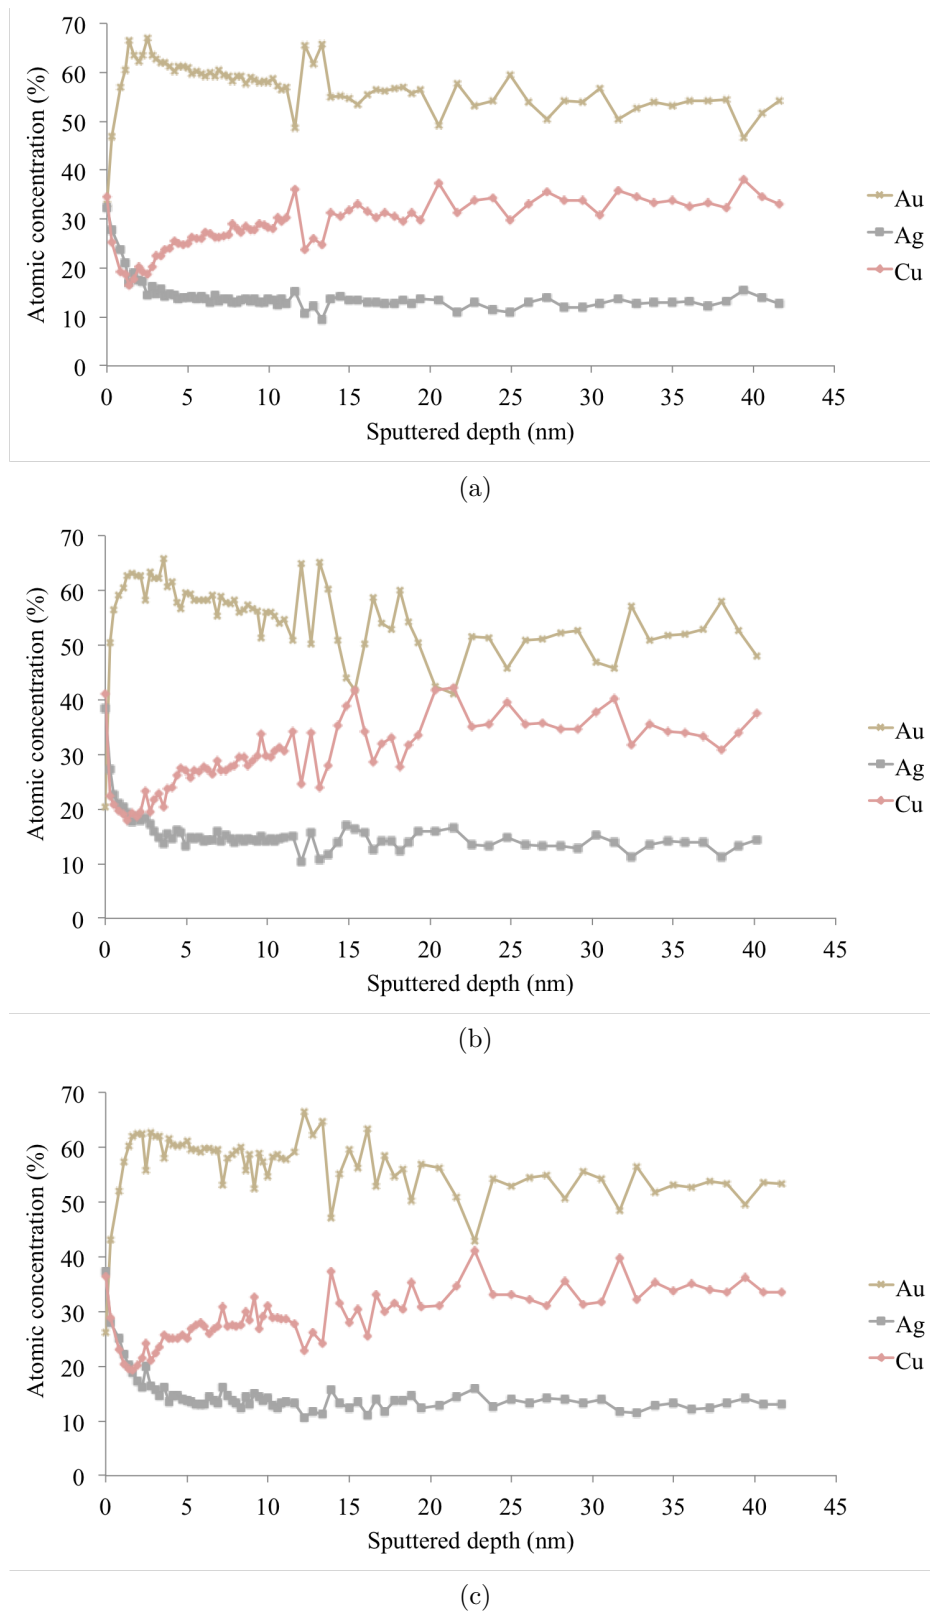 70
60
50
40
30
20
10
0
Atomic concentration (%)
0 5 10 15 20 25 30 35 40 45
Sputtered depth (nm)
Au
Ag
Cu
(a)
70
60
50
40
30
20
10
0
Atomic concentration (%)
0 5 10 15 20 25 30 35 40 45
Sputtered depth (nm)
Au
Ag
Cu
(b)
70
60
50
40
30
20
10
0
Atomic concentration (%)
0 5 10 15 20 25 30 35 40 45
Sputtered depth (nm)
Au
Ag
Cu
(c)